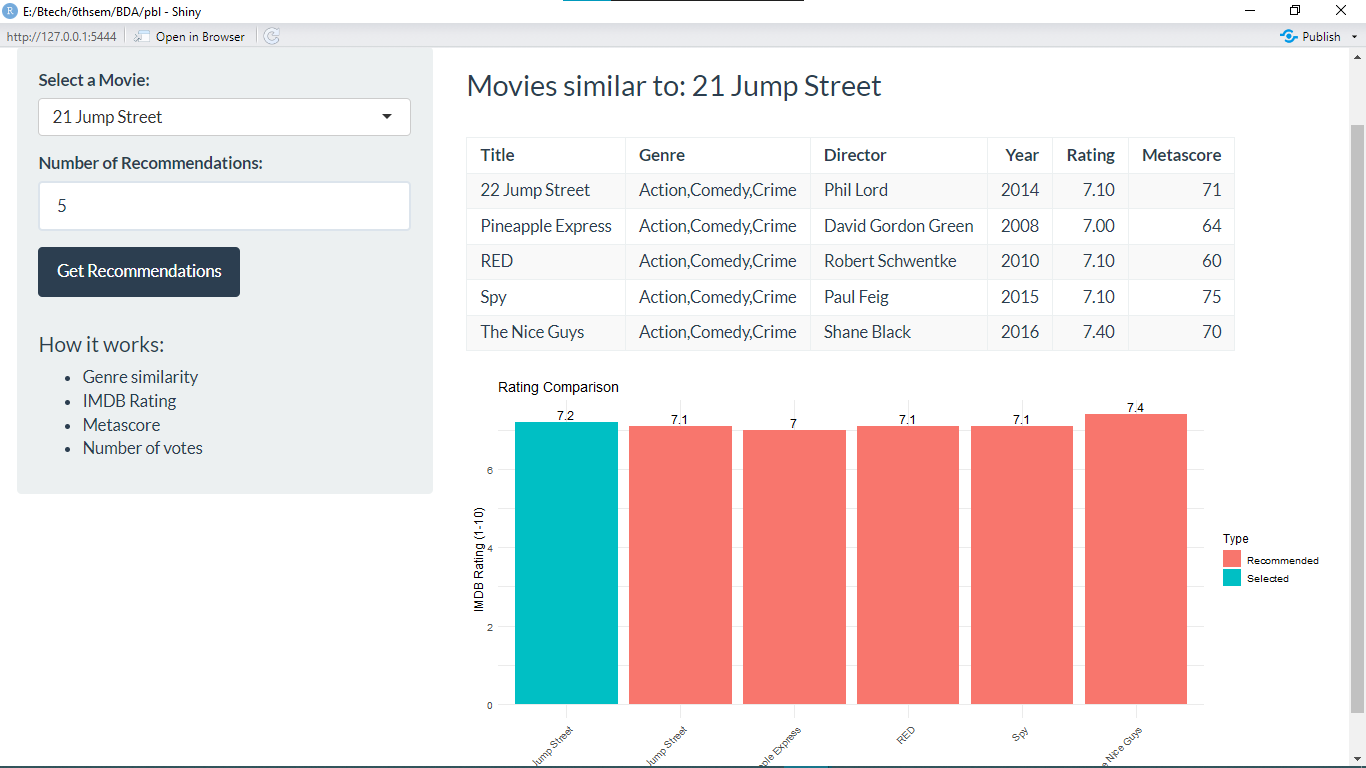 E:/Btech/6thsem/BDA/pbl - Shiny
http://127.0.0.1:5444 Open in Browser Publish
Select a Movie:
21 Jump Street
Number of Recommendations:
5
Get Recommendations
How it works:
Genre similarity
IMDB Rating
Metascore
Number of votes
Movies similar to: 21 Jump Street
Title Genre Director Year Rating Metascore
22 Jump Street Action,Comedy,Crime Phil Lord 2014 7.10 71
Pineapple Express Action,Comedy,Crime David Gordon Green 2008 7.00 64
RED Action,Comedy,Crime Robert Schwentke 2010 7.10 60
Spy Action,Comedy,Crime Paul Feig 2015 7.10 75
The Nice Guys Action,Comedy,Crime Shane Black 2016 7.40 70
Rating Comparison
7.2 7.1 7 7.1 7.1 7.4
6
4
2
0
IMDB Rating (1-10)
Type
Recommended
Selected
Street Street Express RED Spy Nice Guys